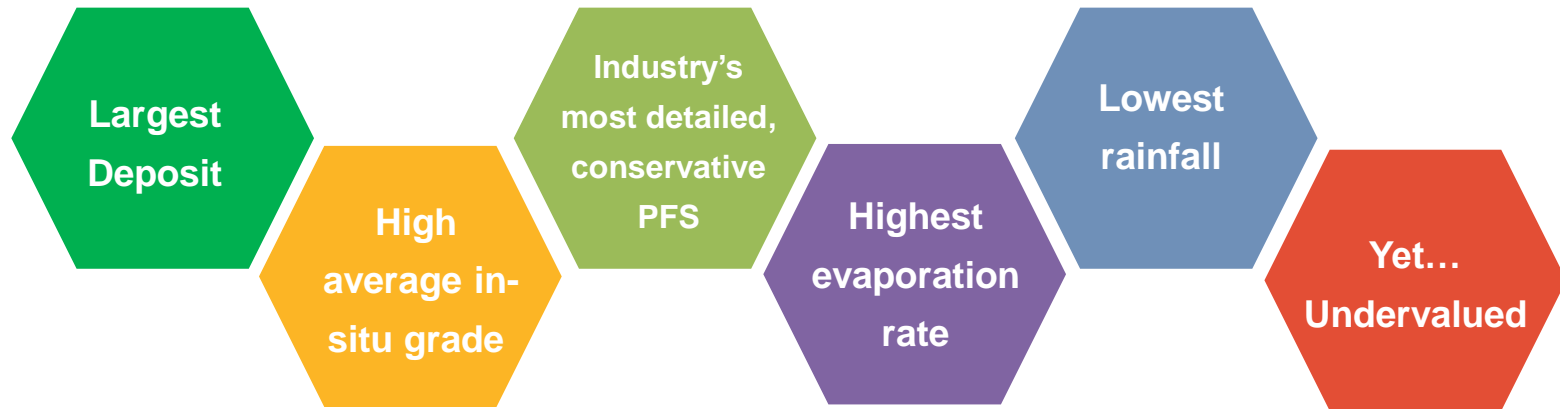 Largest
Deposit
High
average in-
situ grade
Industry’s
most detailed,
conservative
PFS
Highest
evaporation
rate
Lowest
rainfall
Yet…
Undervalued